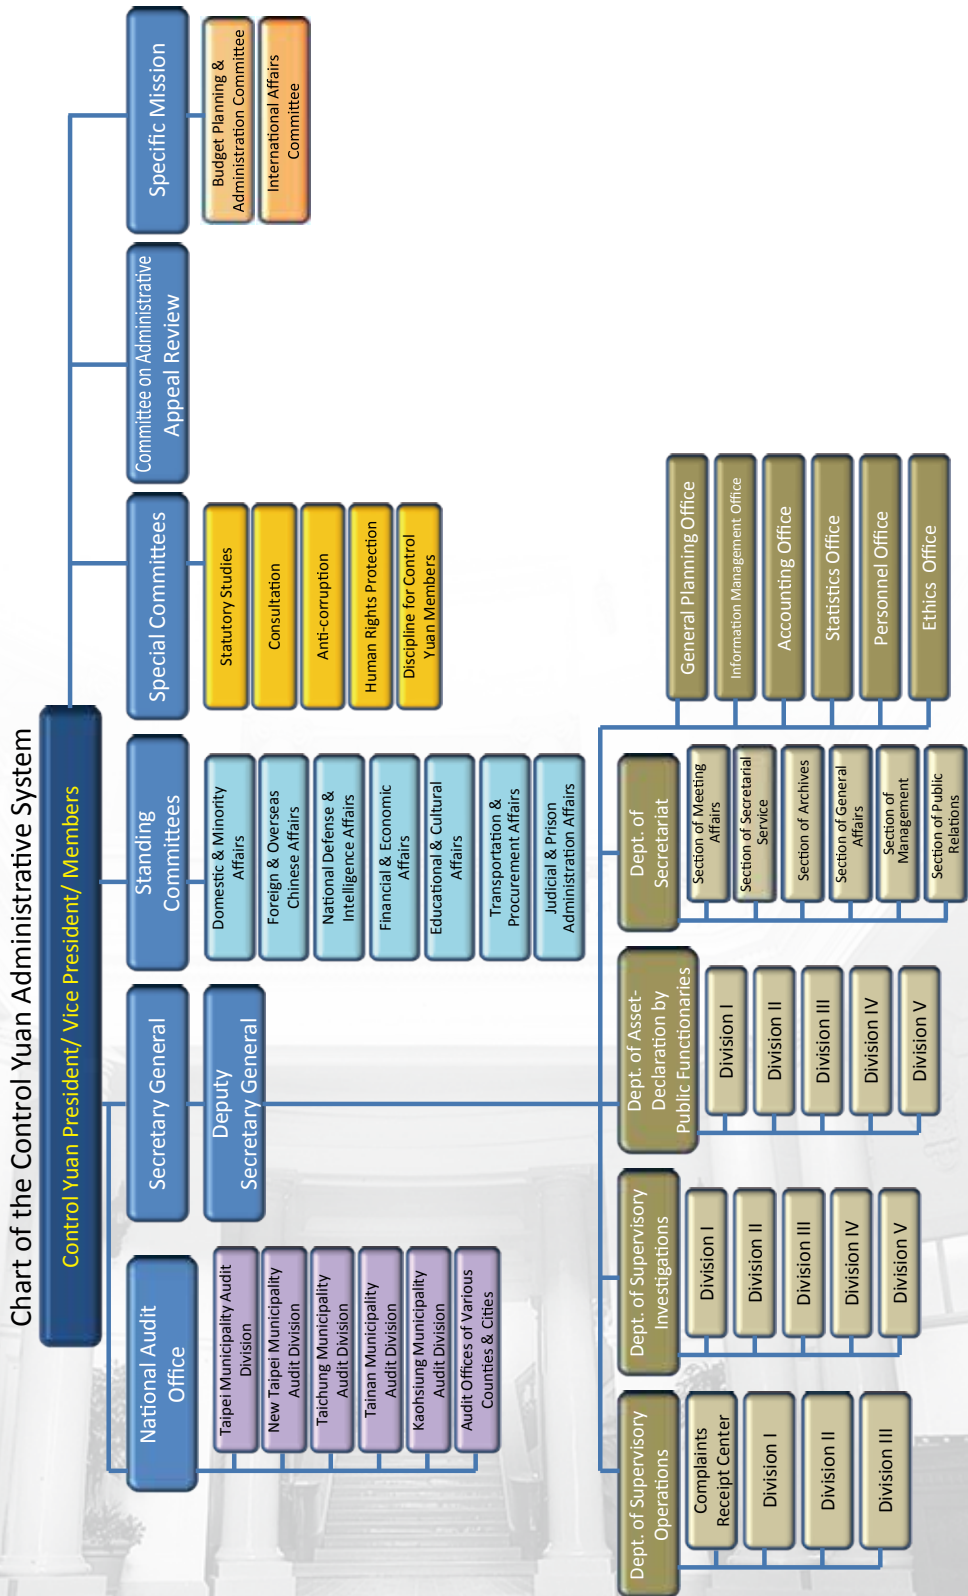 Chart of the Control Yuan Administrative System
Control Yuan President/ Vice President/ Members
National Audit
Office
Taipei Municipality Audit
Division
New Taipei Municipality
Audit Division
Taichung Municipality
Audit Division
Tainan Municipality
Audit Division
Kaohsiung Municipality
Audit Division
Audit Offices of Various
Counties & Cities
Secretary General
Deputy
Secretary General
Standing
Committees
Domestic & Minority
Affairs
Foreign & Overseas
Chinese Affairs
National Defense &
Intelligence Affairs
Financial & Economic
Affairs
Educational & Cultural
Affairs
Transportation &
Procurement Affairs
Judicial & Prison
Administration Affairs
Special Committees
Statutory Studies
Consultation
Anti-corruption
Human Rights Protection
Discipline for Control
Yuan Members
Committee on Administrative
Appeal Review
Specific Mission
Budget Planning &
Administration Committee
International Affairs
Committee
Dept. of Supervisory
Operations
Complaints
Receipt Center
Division I
Division II
Division III
Dept. of Supervisory
Investigations
Division I
Division II
Division III
Division IV
Division V
Dept. of Asset-
Declaration by
Public Functionaries
Division I
Division II
Division III
Division IV
Division V
Dept. of
Secretariat
Section of Meeting
Affairs
Section of Secretarial
Service
Section of Archives
Section of General
Affairs
Section of
Management
Section of Public
Relations
General Planning Office
Information Management Office
Accounting Office
Statistics Office
Personnel Office
Ethics Office